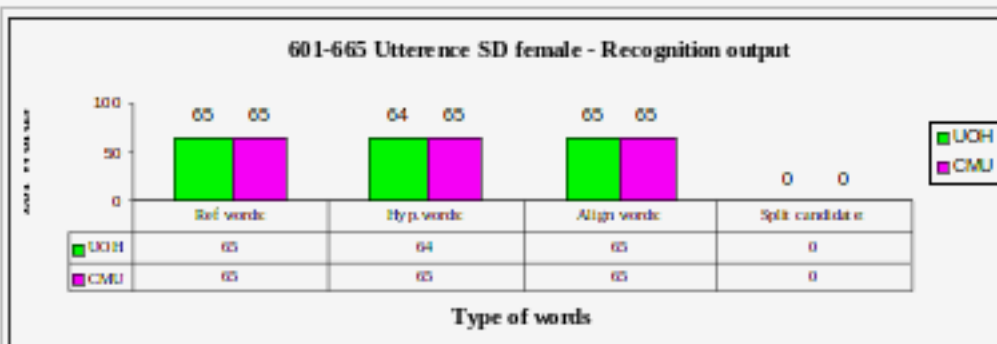 601-665 Utterence SD female - Recognition output
100
65 65 64 65 65 65
50
0 0
0
Ref words Hyp. words Align words Split candidate
UOH 65 64 65 0
CMU 65 65 65 0
Type of words
UOH
CMU